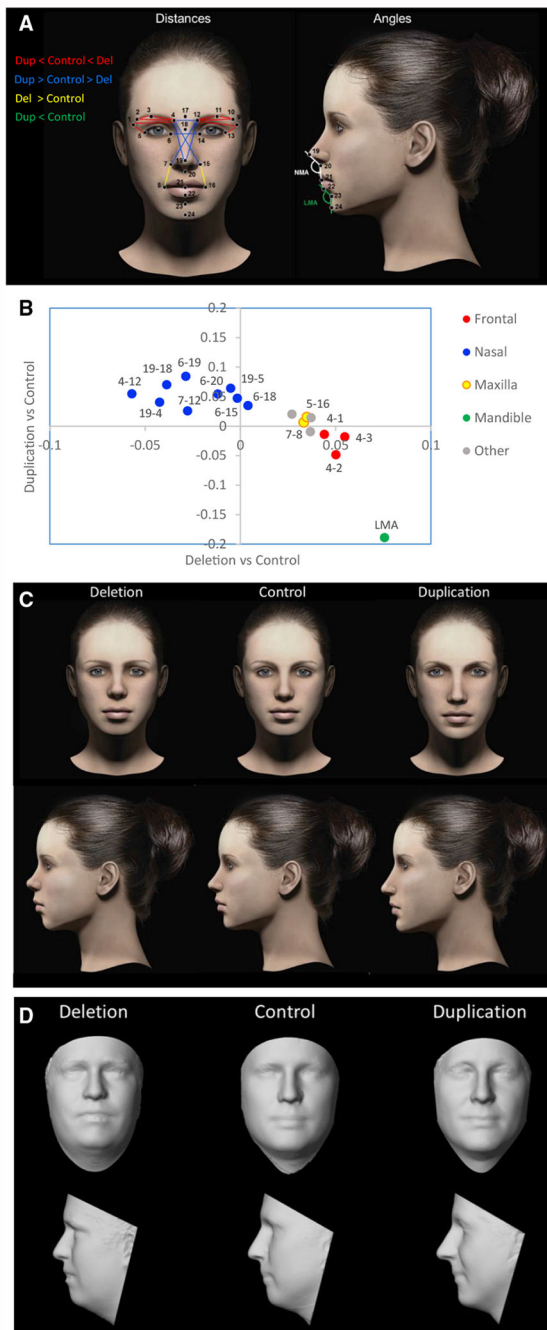 A
Distances
Angles
Dup < Control < Del
Dup > Control > Del
Del > Control
Dup < Control
1
2
3
4
5
6
7
8
17
18
12
11
10
13
14
15
16
19
20
21
22
23
24
19
20
21
22
23
24
NMA
LMA
B
Duplication vs Control
0.2
0.15
0.1
0.05
0
-0.05
-0.1
-0.15
-0.2
-0.1
-0.05
0.05
0.1
4-12
19-18
6-19
19-4
7-12
6-20
19-5
6-15
6-18
5-16
7-8
4-1
4-3
4-2
LMA
Deletion vs Control
Frontal
Nasal
Maxilla
Mandible
Other
C
Deletion
Control
Duplication
D
Deletion
Control
Duplication